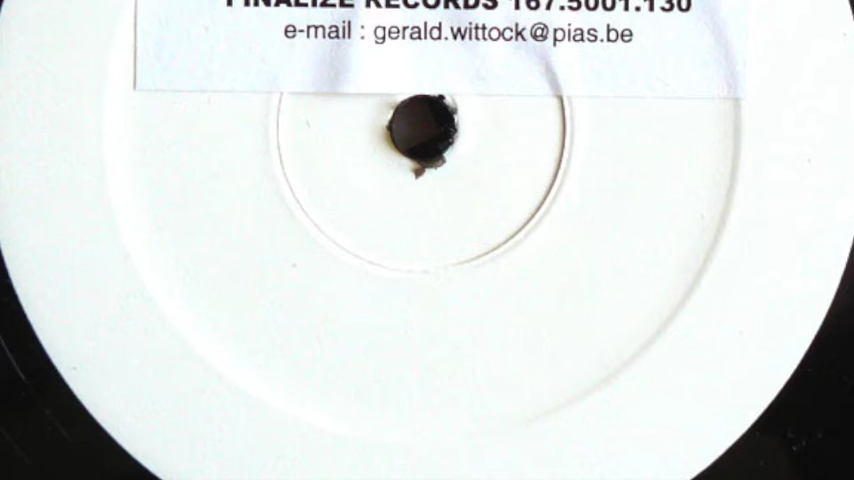 FINALIZE RECORDS 167.5001.130
e-mail : gerald.wittock@pias.be